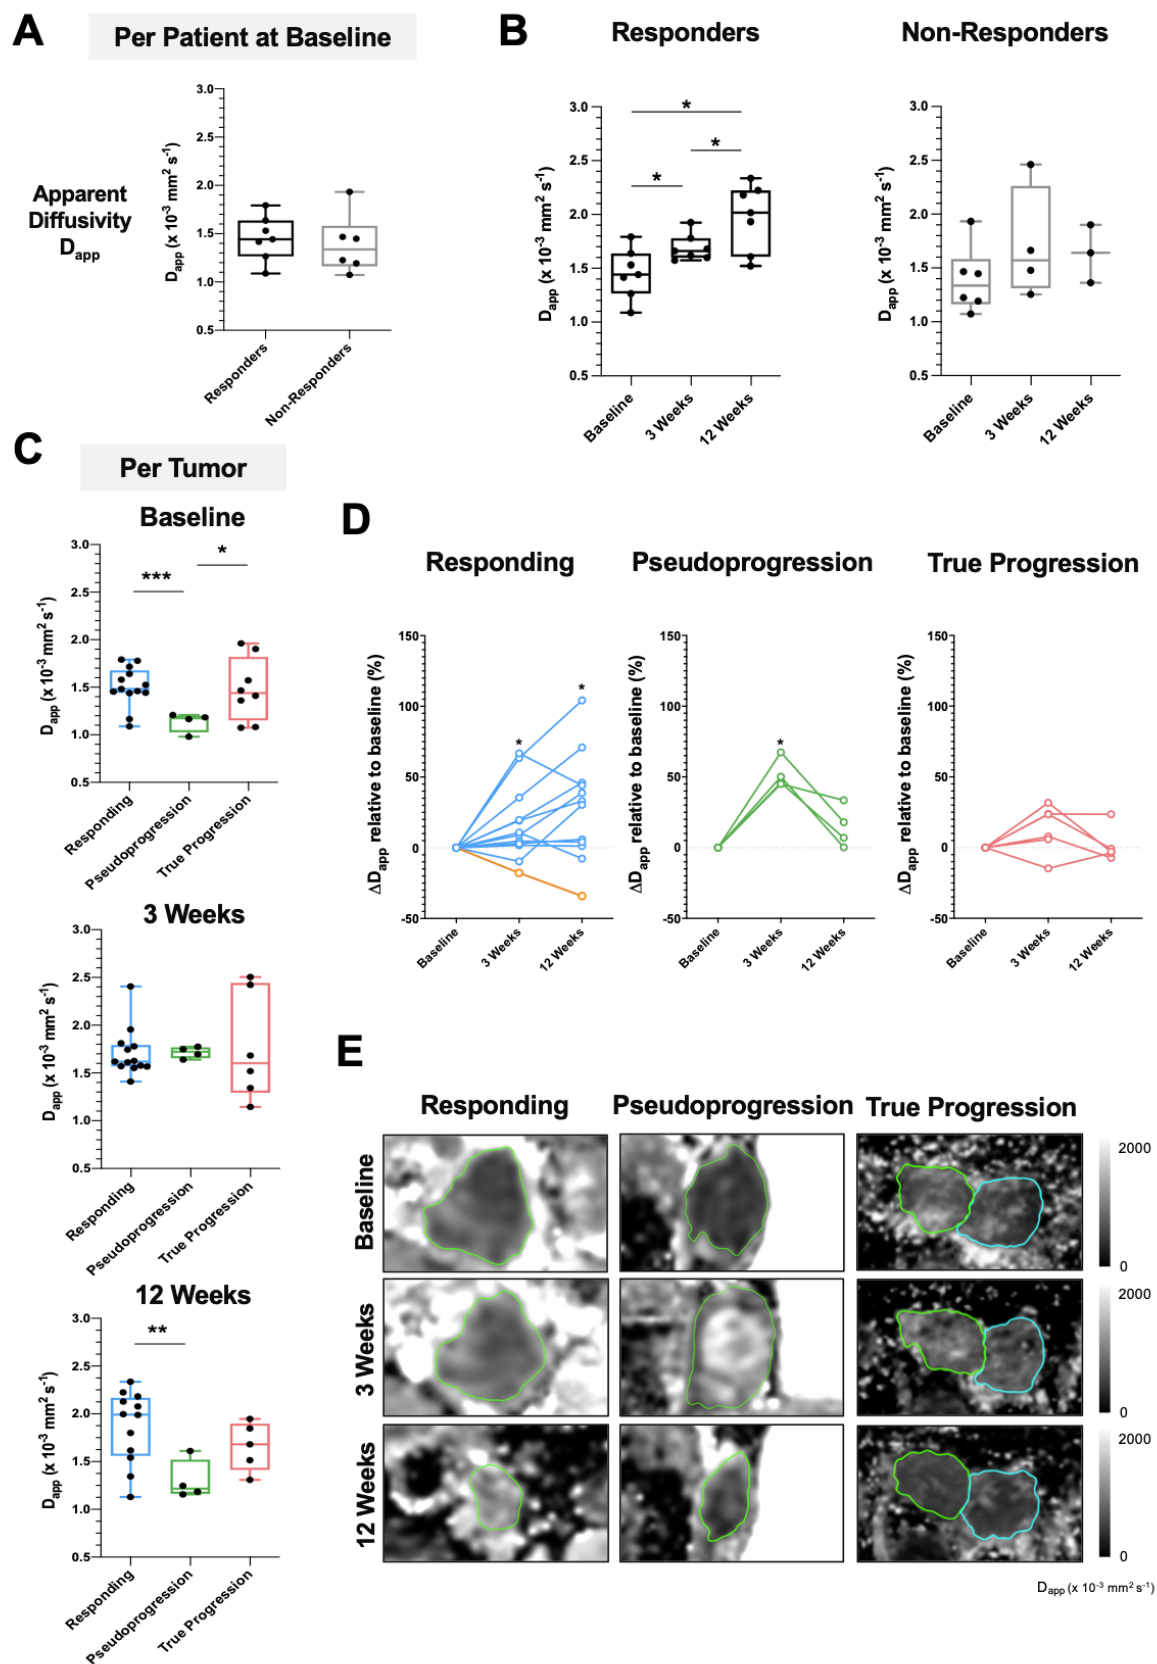 A
Per Patient at Baseline
Apparent
Diffusivity
Dapp
Dapp (x 10-3 mm2 s-1)
3.0
2.5
2.0
1.5
1.0
0.5
Responders
Non-Responders
B
Responders
Dapp (x 10-3 mm2 s-1)
3.0
2.5
2.0
1.5
1.0
0.5
*
*
*
Baseline
3 Weeks
12 Weeks
Non-Responders
Dapp (x 10-3 mm2 s-1)
3.0
2.5
2.0
1.5
1.0
0.5
Baseline
3 Weeks
12 Weeks
C
Per Tumor
Baseline
Dapp (x 10-3 mm2 s-1)
3.0
2.5
2.0
1.5
1.0
0.5
***
*
Responding
Pseudoprogression
True Progression
3 Weeks
Dapp (x 10-3 mm2 s-1)
3.0
2.5
2.0
1.5
1.0
0.5
Responding
Pseudoprogression
True Progression
12 Weeks
Dapp (x 10-3 mm2 s-1)
3.0
2.5
2.0
1.5
1.0
0.5
**
Responding
Pseudoprogression
True Progression
D
Responding
ΔDapp relative to baseline (%)
150
100
50
0
-50
*
*
Baseline
3 Weeks
12 Weeks
Pseudoprogression
ΔDapp relative to baseline (%)
150
100
50
0
-50
*
Baseline
3 Weeks
12 Weeks
True Progression
ΔDapp relative to baseline (%)
150
100
50
0
-50
Baseline
3 Weeks
12 Weeks
E
Responding
Pseudoprogression
True Progression
Baseline
2000
0
3 Weeks
2000
0
12 Weeks
2000
0
Dapp (x 10-3 mm2 s-1)